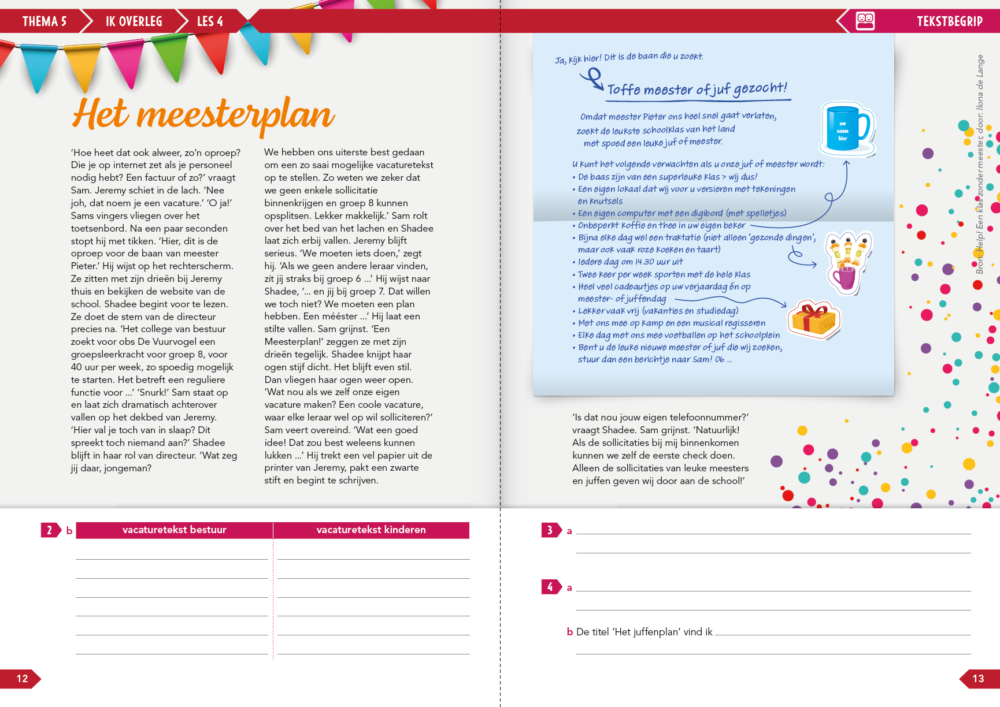 THEMA 5
IK OVERLEG
LES 4
TEKSTBEGRIP
Het meesterplan
‘Hoe heet dat ook alweer, zo’n oproep?
Die je op internet zet als je personeel
nodig hebt? Een factuur of zo?’ vraagt
Sam. Jeremy schiet in de lach. ‘Nee
joh, dat noem je een vacature.’ ‘O ja!’
Sams vingers vliegen over het
toetsenbord. Na een paar seconden
stopt hij met tikken. ‘Hier, dit is de
oproep voor de baan van meester
Pieter.’ Hij wijst op het rechterscherm.
Ze zitten met zijn drieën bij Jeremy
thuis en bekijken de website van de
school. Shadee begint voor te lezen.
Ze doet de stem van de directeur
precies na. ‘Het college van bestuur
zoekt voor obs De Vuurvogel een
groepsleerkracht voor groep 8, voor
40 uur per week, zo spoedig mogelijk
te starten. Het betreft een reguliere
functie voor ...’ ‘Snurk!’ Sam staat op
en laat zich dramatisch achterover
vallen op het dekbed van Jeremy.
‘Hier val je toch van in slaap? Dit
spreekt toch niemand aan?’ Shadee
blijft in haar rol van directeur. ‘Wat zeg
jij daar, jongeman?
We hebben ons uiterste best gedaan
om een zo saai mogelijke vacaturetekst
op te stellen. Zo weten we zeker dat
we geen enkele sollicitatie
binnenkrijgen en groep 8 kunnen
opsplitsen. Lekker makkelijk.’ Sam rolt
over het bed van het lachen en Shadee
laat zich erbij vallen. Jeremy blijft
serieus. ‘We moeten iets doen,’ zegt
hij. ‘Als we geen andere leraar vinden,
zit jij straks bij groep 6 ...’ Hij wijst naar
Shadee, ‘... en jij bij groep 7. Dat willen
we toch niet? We moeten een plan
hebben. Een mééster ...’ Hij laat een
stilte vallen. Sam grijnst. ‘Een
Meesterplan!’ zeggen ze met zijn
drieën tegelijk. Shadee knijpt haar
ogen stijf dicht. Het blijft even stil.
Dan vliegen haar ogen weer open.
‘Wat nou als we zelf onze eigen
vacature maken? Een coole vacature,
waar elke leraar wel op wil solliciteren?’
Sam veert overeind. ‘Wat een goed
idee! Dat zou best weleens kunnen
lukken ...’ Hij trekt een vel papier uit de
printer van Jeremy, pakt een zwarte
stift en begint te schrijven.
Ja, kijk hier! Dit is de baan die u zoekt.
Toffe meester of juf gezocht!
Omdat meester Pieter ons heel snel gaat verlaten,
zoekt de leukste schoolklas van het land
met spoed een leuke juf of meester.
uw
naam
hier
U kunt het volgende verwachten als u onze juf of meester wordt:
• De baas zijn van een superleuke klas > wij dus!
• Een eigen lokaal dat wij voor u versieren met tekeningen
en knutsels
• Een eigen computer met een digibord (met spelletjes)
• Onbeperkt koffie en thee in uw eigen beker
• Bijna elke dag wel een traktatie (niet alleen ‘gezonde dingen’,
maar ook vaak roze koeken en taart)
• Iedere dag om 14.30 uur uit
• Twee keer per week sporten met de hele klas
• Heel veel cadeautjes op uw verjaardag én op
meester- of juffendag
• Lekker vaak vrij (vakanties en studiedag)
• Met ons mee op kamp en een musical regisseren
• Elke dag met ons mee voetballen op het schoolplein
• Bent u de leuke nieuwe meester of juf die wij zoeken,
stuur dan een berichtje naar Sam! 06 ...
Bron: Help! Een klas zonder meester, door: Ilona de Lange
‘Is dat nou jouw eigen telefoonnummer?’
vraagt Shadee. Sam grijnst. ‘Natuurlijk!
Als de sollicitaties bij mij binnenkomen
kunnen we zelf de eerste check doen.
Alleen de sollicitaties van leuke meesters
en juffen geven wij door aan de school!’
2 b vacaturetekst bestuur vacaturetekst kinderen
3 a
4 a
b De titel ‘Het juffenplan’ vind ik
12
13